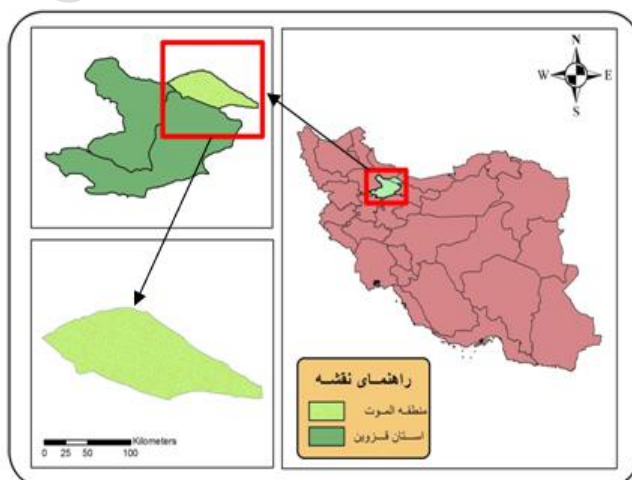 N
W E
S
راهنمای نقشه
منطقه الموت
استان قزوین
Kilometers
0 25 50 100